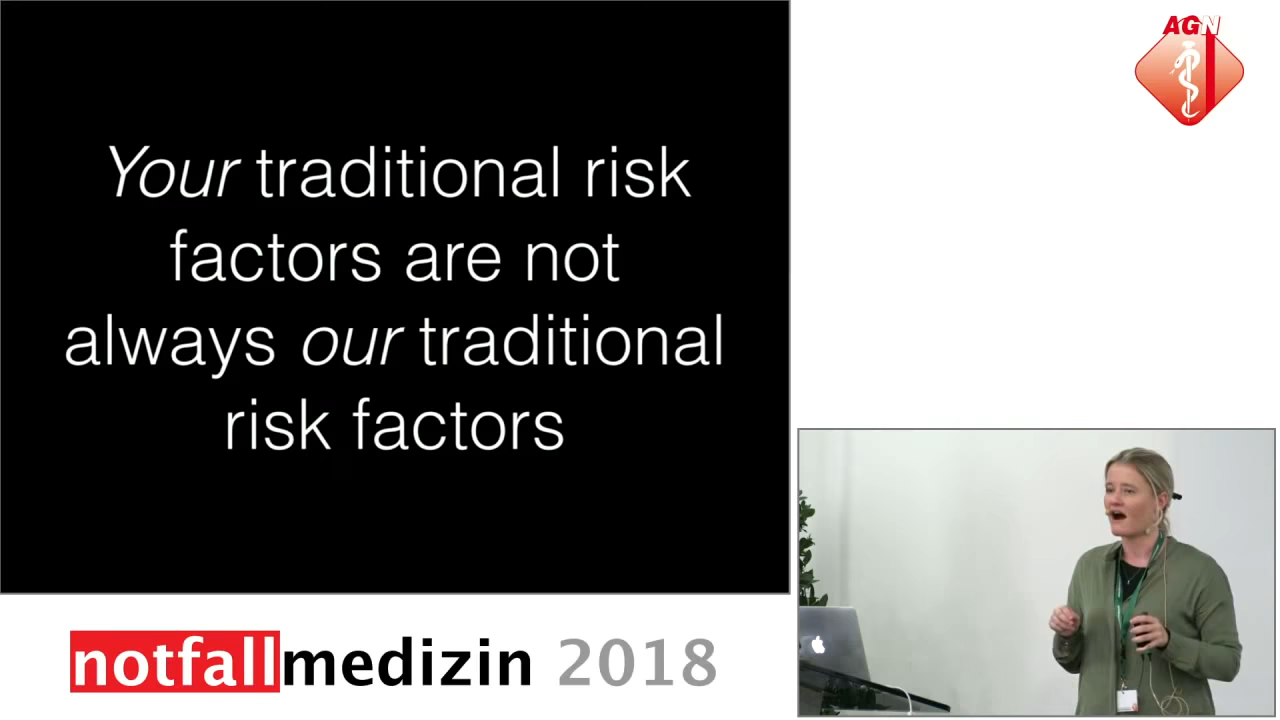 Your traditional risk
factors are not
always our traditional
risk factors
AGN
notfallmedizin 2018